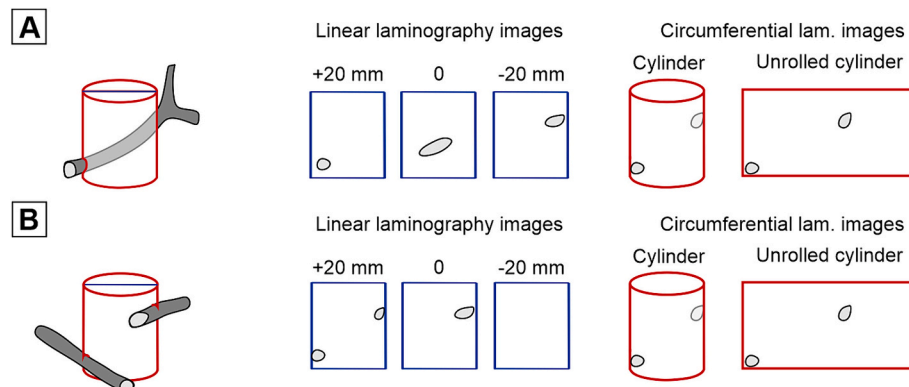 A
Linear laminography images
Circumferential lam. images
+20 mm
0
-20 mm
Cylinder
Unrolled cylinder
B
Linear laminography images
Circumferential lam. images
+20 mm
0
-20 mm
Cylinder
Unrolled cylinder